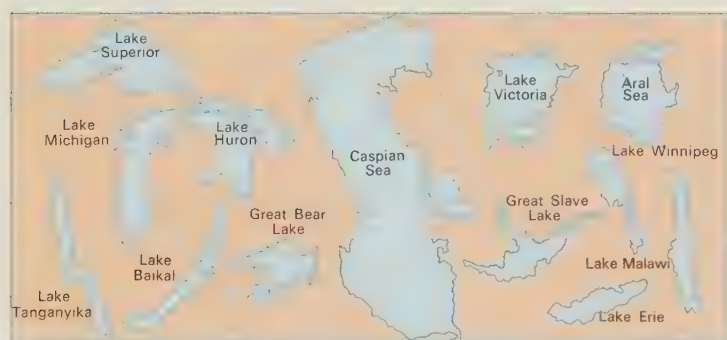 Lake
Superior
Lake
Michigan
Lake
Huron
Caspian
Sea
Lake
Victoria
Aral
Sea
Lake Winnipeg
Great Bear
Lake
Great Slave
Lake
Lake
Baikal
Lake
Tanganyika
Lake Malawi
Lake Erie